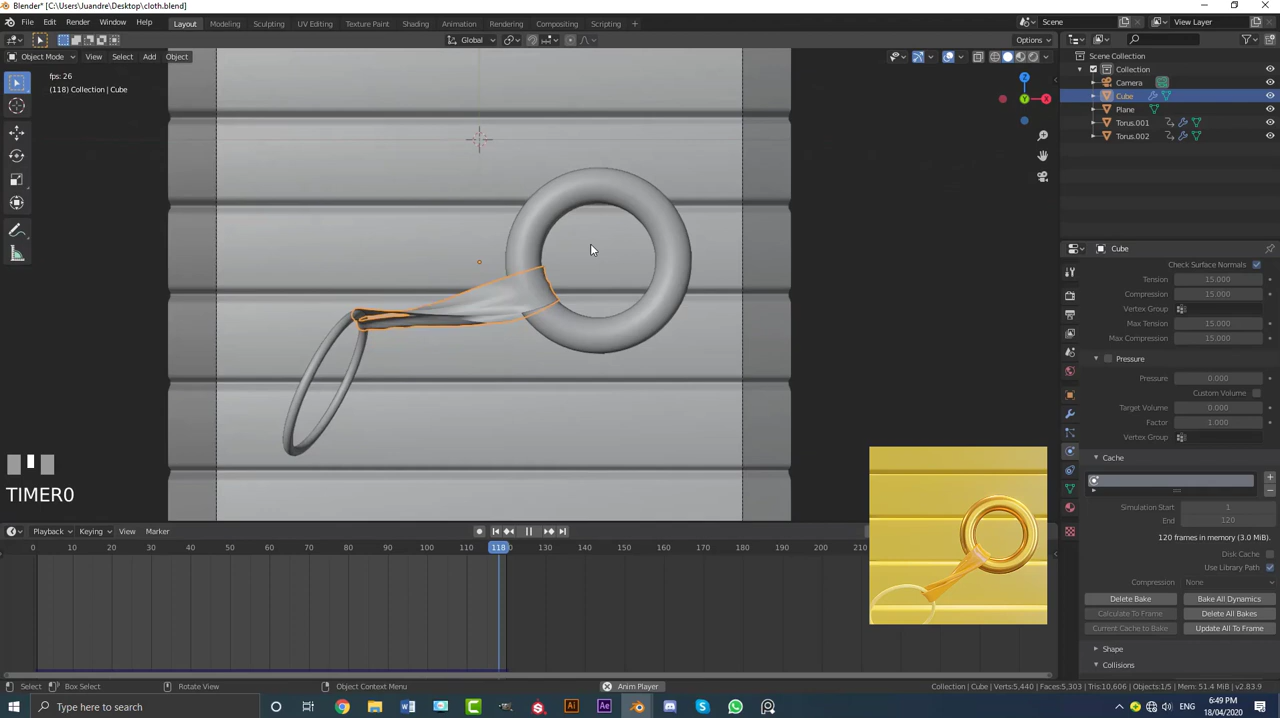 Blender* [C:\Users\Juandre\Desktop\cloth.blend]
File Edit Render Window Help
Layout Modeling Sculpting UV Editing Texture Paint Shading Animation Rendering Compositing Scripting +
Scene View Layer
Global Options
Object Mode View Select Add Object
fps: 26
(118) Collection | Cube
TIMER0
Z
Y
X
Scene Collection
Collection
Camera
Cube
Plane
Torus.001
Torus.002
Cube
Check Surface Normals
Tension 15.000
Compression 15.000
Vertex Group
Max Tension 15.000
Max Compression 15.000
Pressure
Pressure 0.000
Custom Volume
Target Volume 0.000
Factor 1.000
Vertex Group
Cache
Simulation Start 1
End 120
120 frames in memory (3.0 MiB).
Disk Cache
Use Library Path
Compression None
Delete Bake Bake All Dynamics
Calculate To Frame Delete All Bakes
Current Cache to Bake Update All To Frame
Shape
Collisions
Playback Keying View Marker
0 10 20 30 40 50 60 70 80 90 100 110 118 130 140 150 160 170 180 190 200 210
Select Box Select Rotate View Object Context Menu Anim Player Collection | Cube | Verts:5,440 | Faces:5,303 | Tris:10,606 | Objects:1/5 | Mem: 51.4 MiB | v2.83.9
Type here to search
6:49 PM
18/04/2020